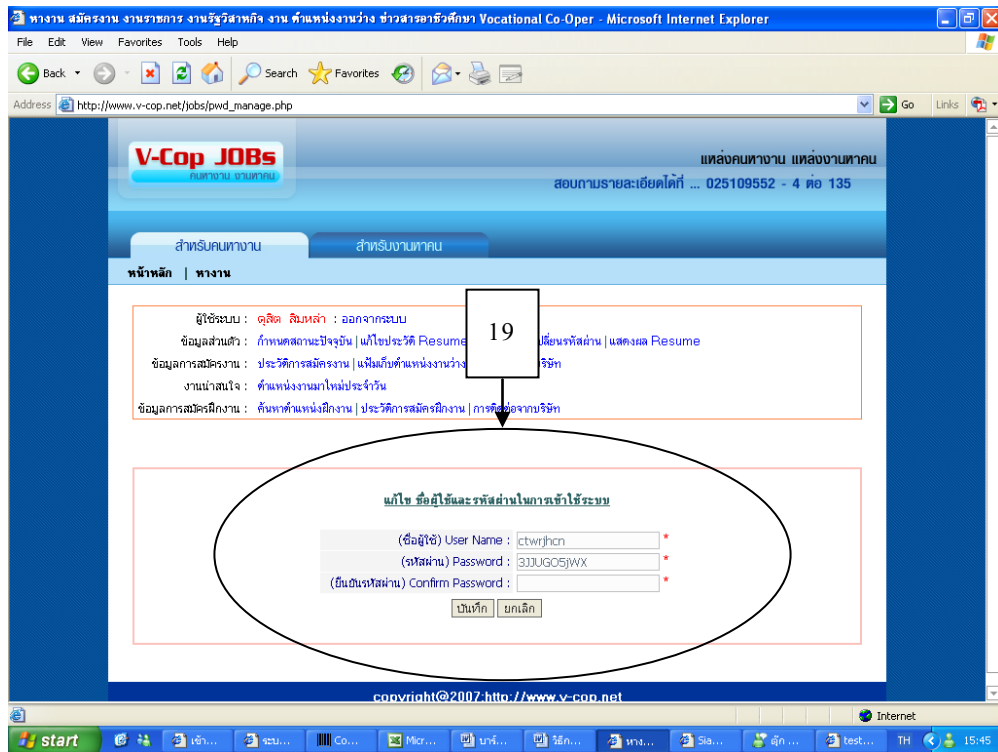 หางาน สมัครงาน งานราชการ งานรัฐวิสาหกิจ งาน ตำแหน่งงานว่าง ข่าวสารอาชีวศึกษา Vocational Co-Oper - Microsoft Internet Explorer
File Edit View Favorites Tools Help
Back Search Favorites
Address http://www.v-cop.net/jobs/pwd_manage.php Go Links
V-Cop JOBs
คนหางาน งานหาคน
แหล่งคนหางาน แหล่งงานหาคน
สอบถามรายละเอียดได้ที่ ... 025109552 - 4 ต่อ 135
สำหรับคนหางาน สำหรับงานหาคน
หน้าหลัก | หางาน
ผู้ใช้ระบบ : ดุสิต สิมหล่า : ออกจากระบบ
ข้อมูลส่วนตัว : กำหนดสถานะปัจจุบัน | แก้ไขประวัติ Resume ลี่ยนรหัสผ่าน | แสดงผล Resume
ข้อมูลการสมัครงาน : ประวัติการสมัครงาน | แฟ้มเก็บตำแหน่งงานว่าง ริษัท
งานน่าสนใจ : ตำแหน่งงานมาใหม่ประจำวัน
ข้อมูลการสมัครฝึกงาน : ค้นหาตำแหน่งฝึกงาน | ประวัติการสมัครฝึกงาน | การติดต่อจากบริษัท
19
แก้ไข ชื่อผู้ใช้และรหัสผ่านในการเข้าใช้ระบบ
(ชื่อผู้ใช้) User Name : ctwrjhcn *
(รหัสผ่าน) Password : 3JJUGO5jWX *
(ยืนยันรหัสผ่าน) Confirm Password : *
บันทึก ยกเลิก
copyright@2007:http://www.v-cop.net
Internet
start เข้า... ระบ... Co... Micr... บาร์... วิธีก... หาง... Sia... ตุ๊ก ... test... TH 15:45